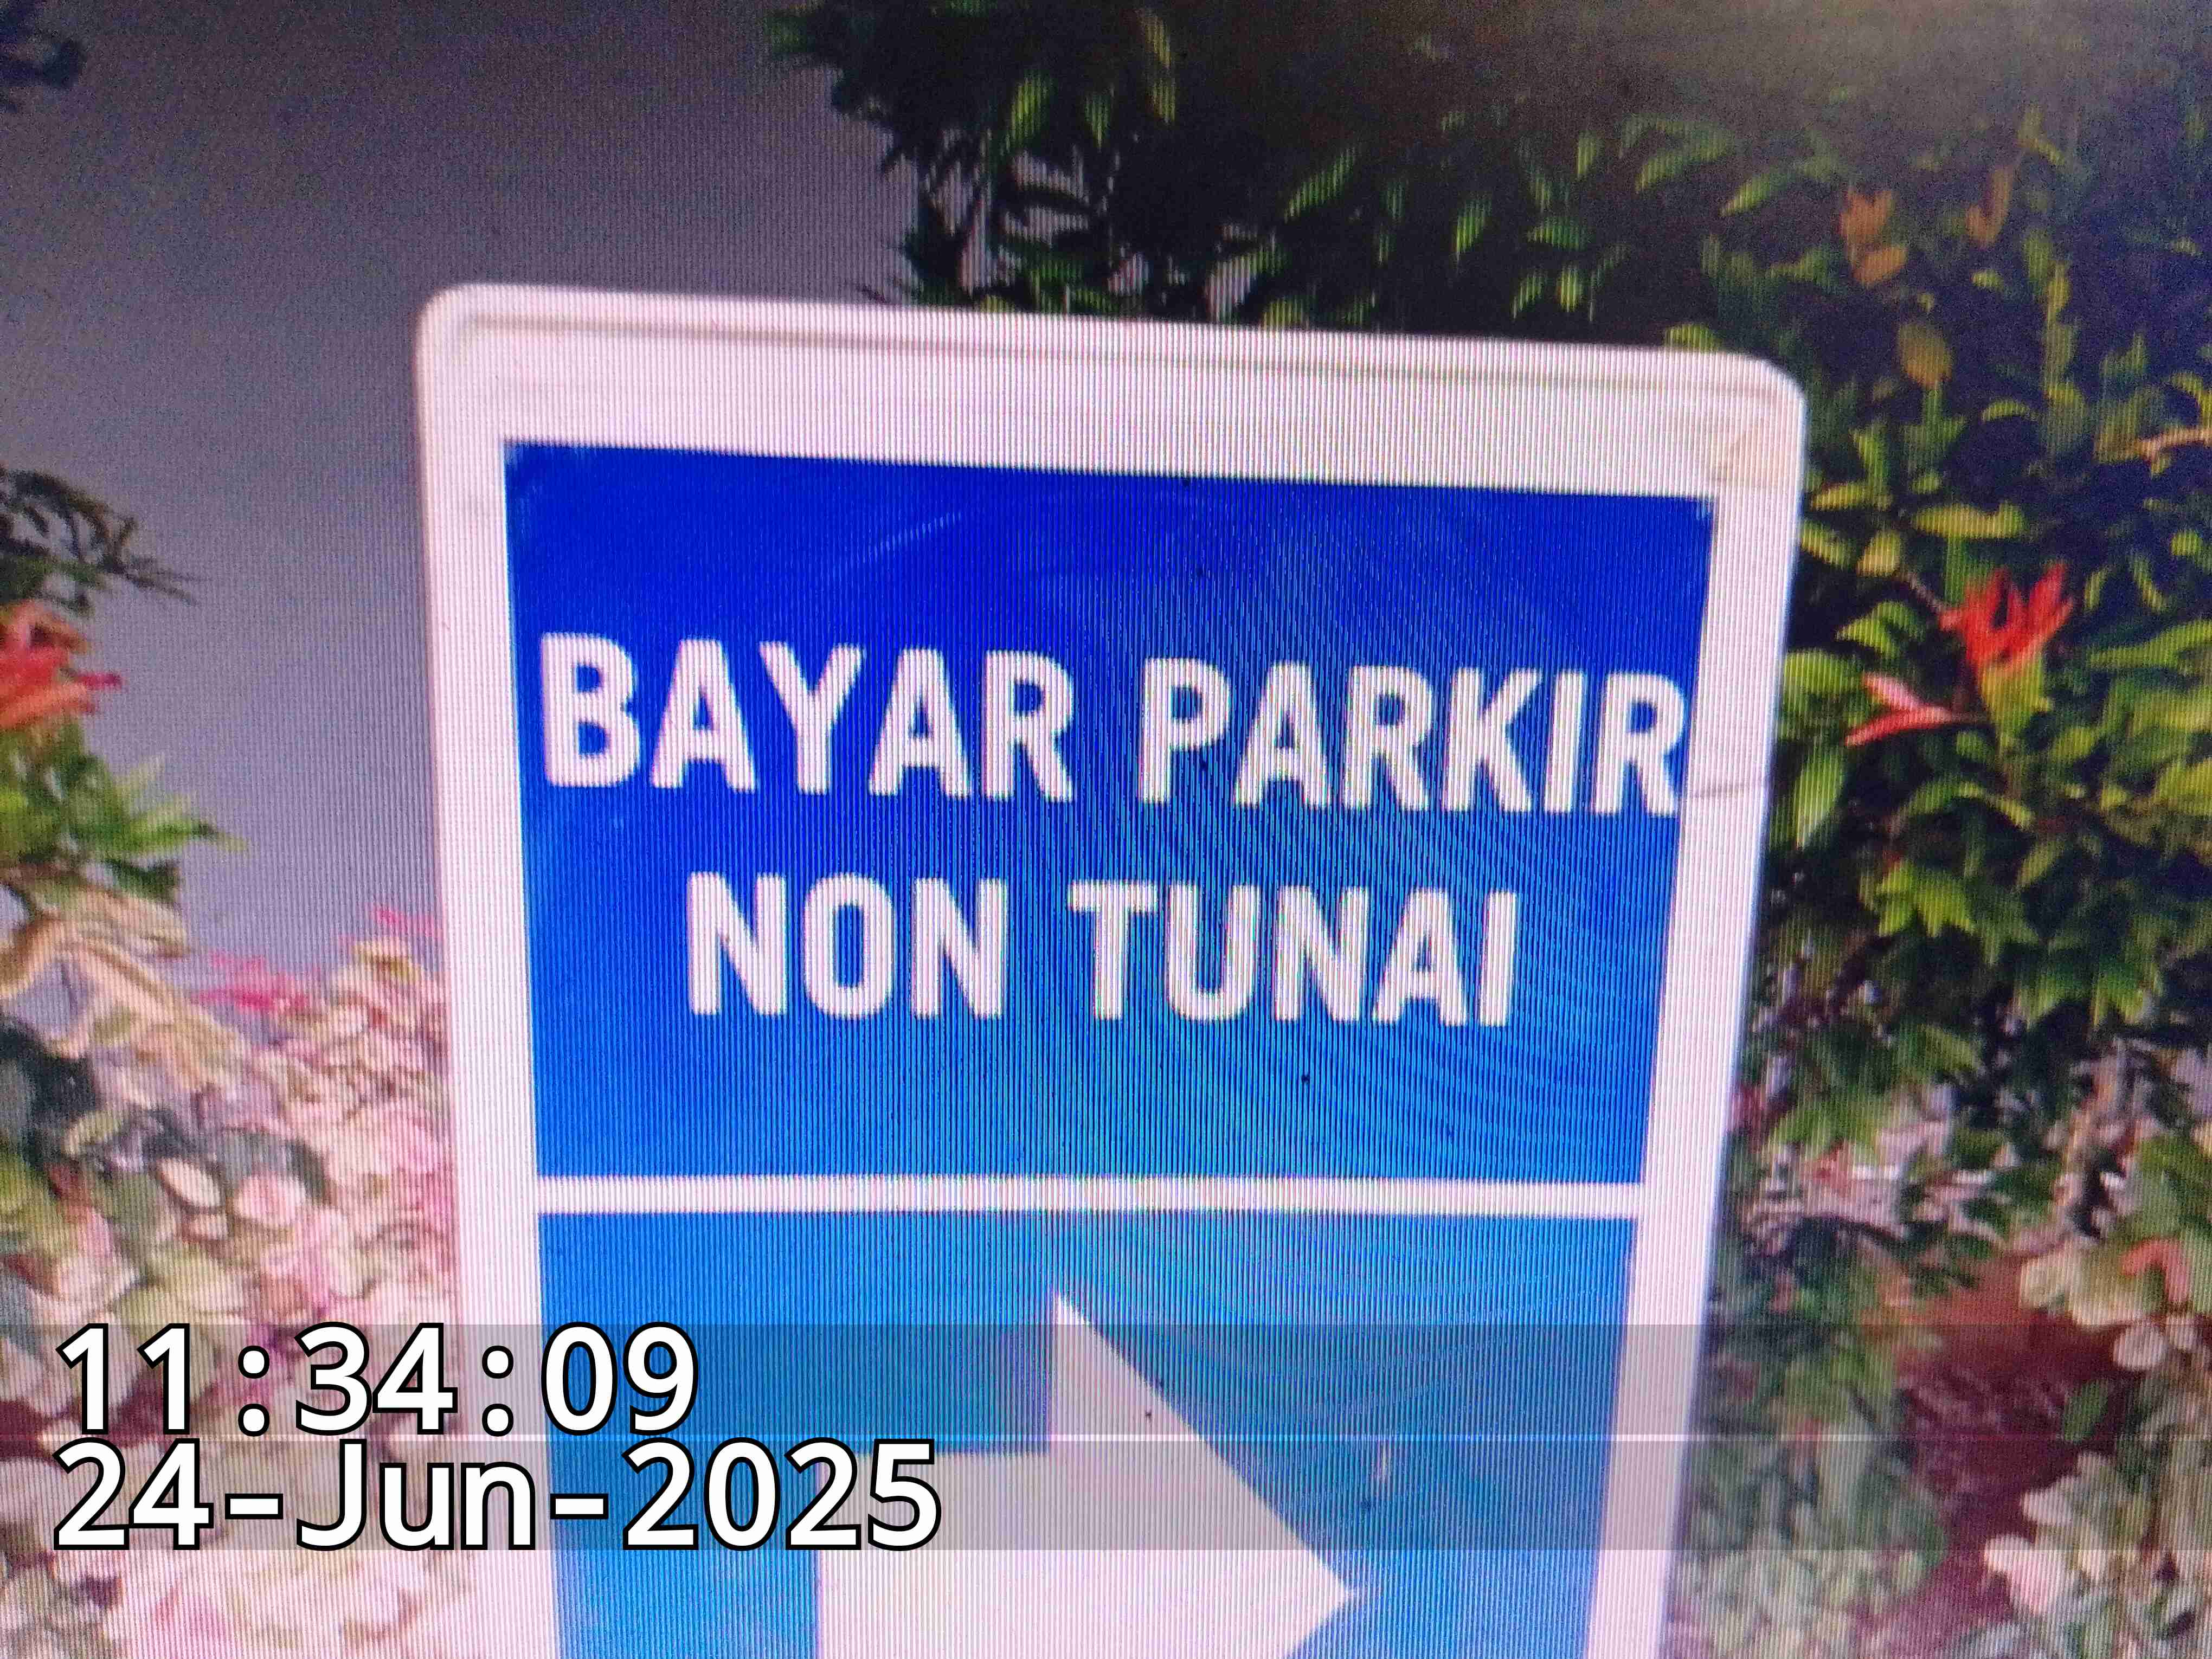 BAYAR PARKIR
NON TUNAI
11:34:09
24-Jun-2025